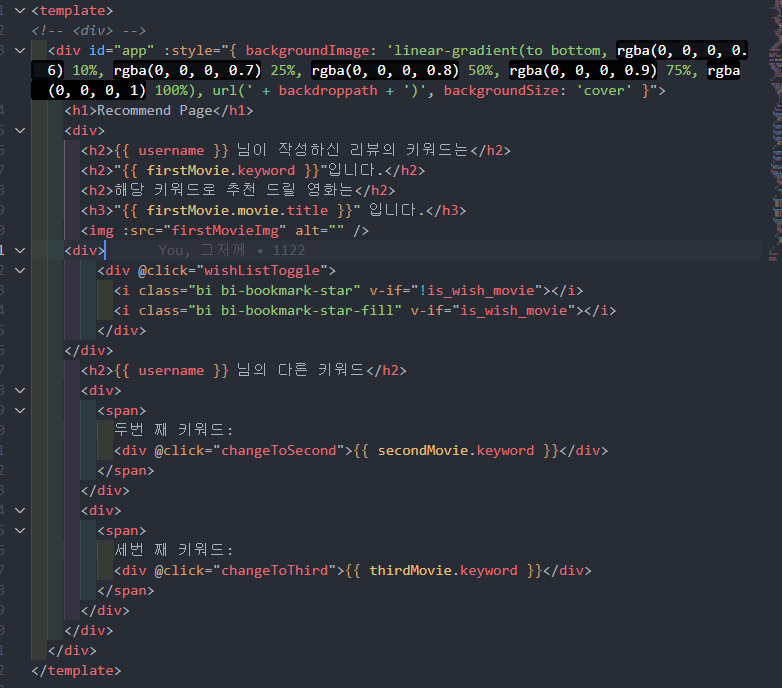 <template>
<!-- <div> -->
<div id="app" :style="{ backgroundImage: 'linear-gradient(to bottom, rgba(0, 0, 0, 0.
6) 10%, rgba(0, 0, 0, 0.7) 25%, rgba(0, 0, 0, 0.8) 50%, rgba(0, 0, 0, 0.9) 75%, rgba
(0, 0, 0, 1) 100%), url(' + backdroppath + ')', backgroundSize: 'cover' }">
<h1>Recommend Page</h1>
<div>
<h2>{{ username }} 님이 작성하신 리뷰의 키워드는</h2>
<h2>"{{ firstMovie.keyword }}"입니다.</h2>
<h2>해당 키워드로 추천 드릴 영화는</h2>
<h3>"{{ firstMovie.movie.title }}" 입니다.</h3>
<img :src="firstMovieImg" alt="" />
<div> You, 그저께 • 1122
<div @click="wishListToggle">
<i class="bi bi-bookmark-star" v-if="!is_wish_movie"></i>
<i class="bi bi-bookmark-star-fill" v-if="is_wish_movie"></i>
</div>
</div>
<h2>{{ username }} 님의 다른 키워드</h2>
<div>
<span>
두번 째 키워드:
<div @click="changeToSecond">{{ secondMovie.keyword }}</div>
</span>
</div>
<div>
<span>
세번 째 키워드:
<div @click="changeToThird">{{ thirdMovie.keyword }}</div>
</span>
</div>
</div>
</div>
</template>